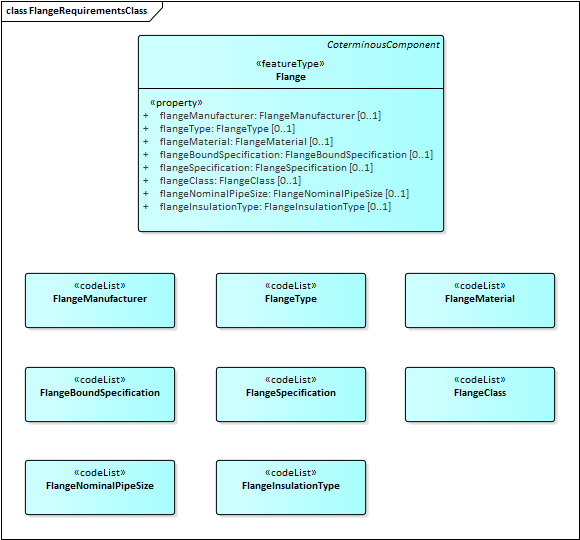 class FlangeRequirementsClass
CoterminousComponent
«featureType»
Flange
«property»
+ flangeManufacturer: FlangeManufacturer [0..1]
+ flangeType: FlangeType [0..1]
+ flangeMaterial: FlangeMaterial [0..1]
+ flangeBoundSpecification: FlangeBoundSpecification [0..1]
+ flangeSpecification: FlangeSpecification [0..1]
+ flangeClass: FlangeClass [0..1]
+ flangeNominalPipeSize: FlangeNominalPipeSize [0..1]
+ flangeInsulationType: FlangeInsulationType [0..1]
«codeList»
FlangeManufacturer
«codeList»
FlangeType
«codeList»
FlangeMaterial
«codeList»
FlangeBoundSpecification
«codeList»
FlangeSpecification
«codeList»
FlangeClass
«codeList»
FlangeNominalPipeSize
«codeList»
FlangeInsulationType